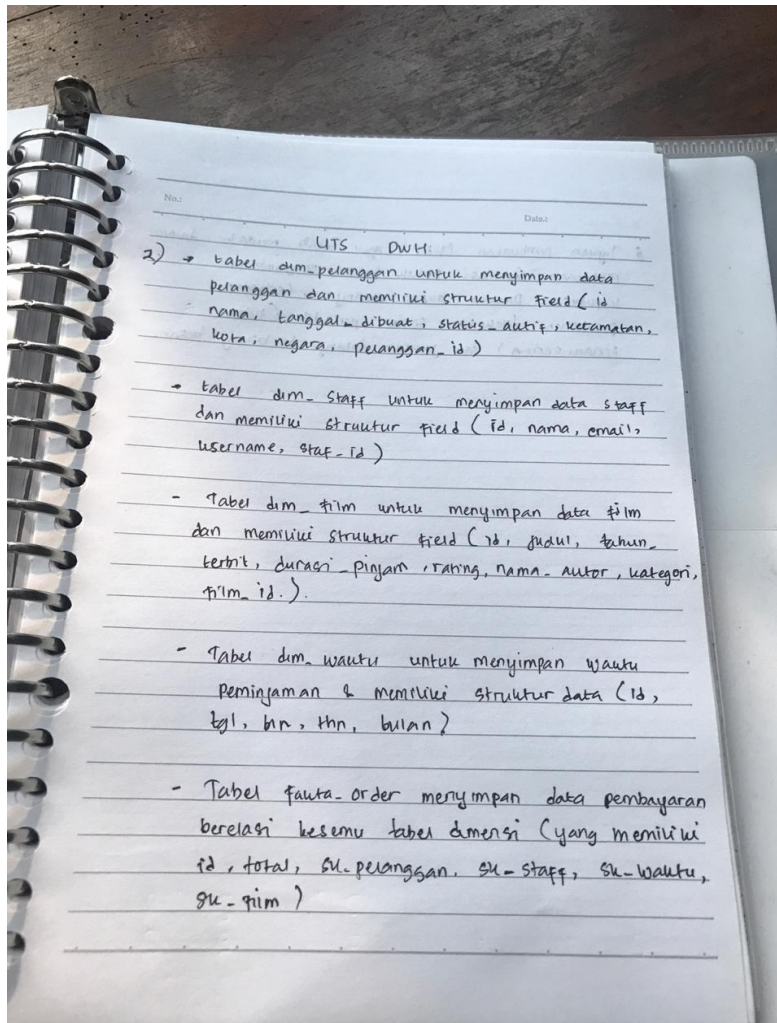 No.:
Date.:
UTS DWH
2) → tabel dim_pelanggan untuk menyimpan data
pelanggan dan memiliki struktur field ( id
nama, tanggal_dibuat, status_aktif, kecamatan,
kota, negara, pelanggan_id )
- tabel dim_staff untuk menyimpan data staff
dan memiliki struktur field ( id, nama, email,
username, staf_id )
- Tabel dim_film untuk menyimpan data film
dan memiliki struktur field ( id, judul, tahun_
terbit, durasi_pinjam, rating, nama_autor, kategori,
film_id. ).
- Tabel dim_waktu untuk menyimpan waktu
peminjaman & memiliki struktur data ( id,
tgl, bln, thn, bulan )
- Tabel fakta_order menyimpan data pembayaran
berelasi kesemu tabel dimensi ( yang memiliki
id, total, sk_pelanggan. sk_staff, sk_waktu,
sk_film )